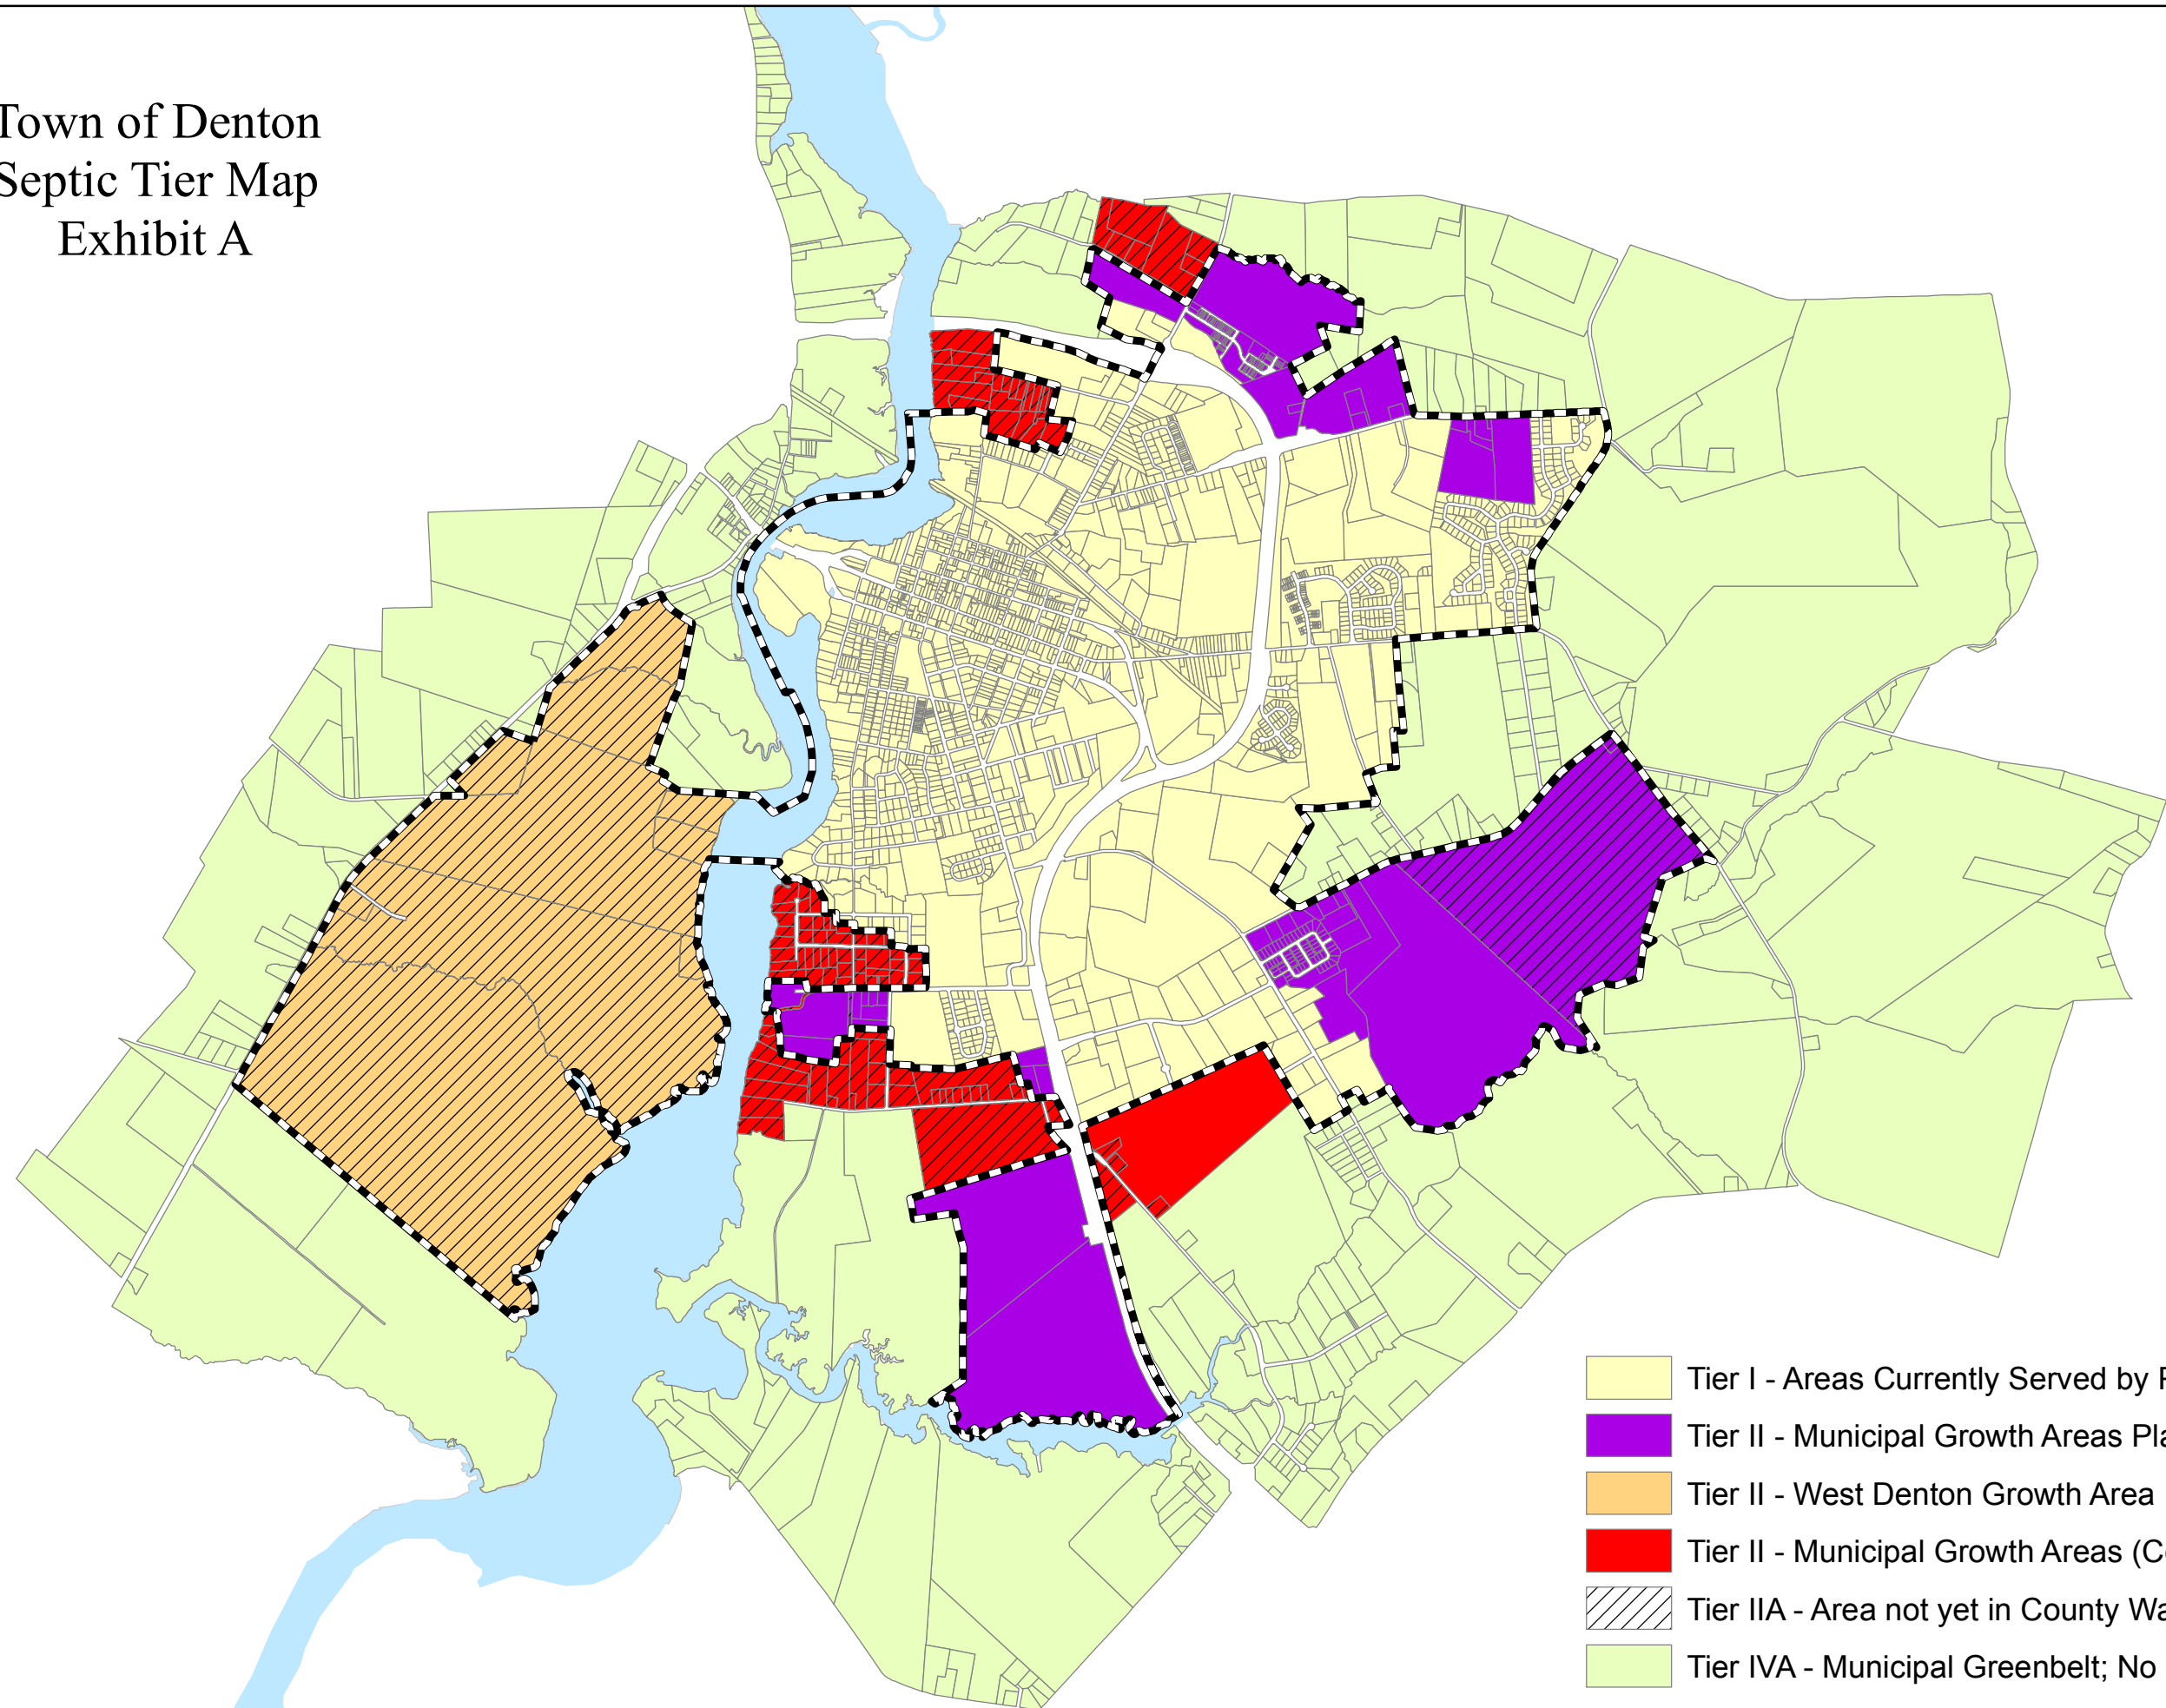 Town of Denton
Septic Tier Map
Exhibit A
Tier I - Areas Currently Served by
Tier II - Municipal Growth Areas
Tier II - West Denton Growth Area
Tier II - Municipal Growth Areas
Tier IIA - Area not yet in County
Tier IVA - Municipal Greenbelt; No